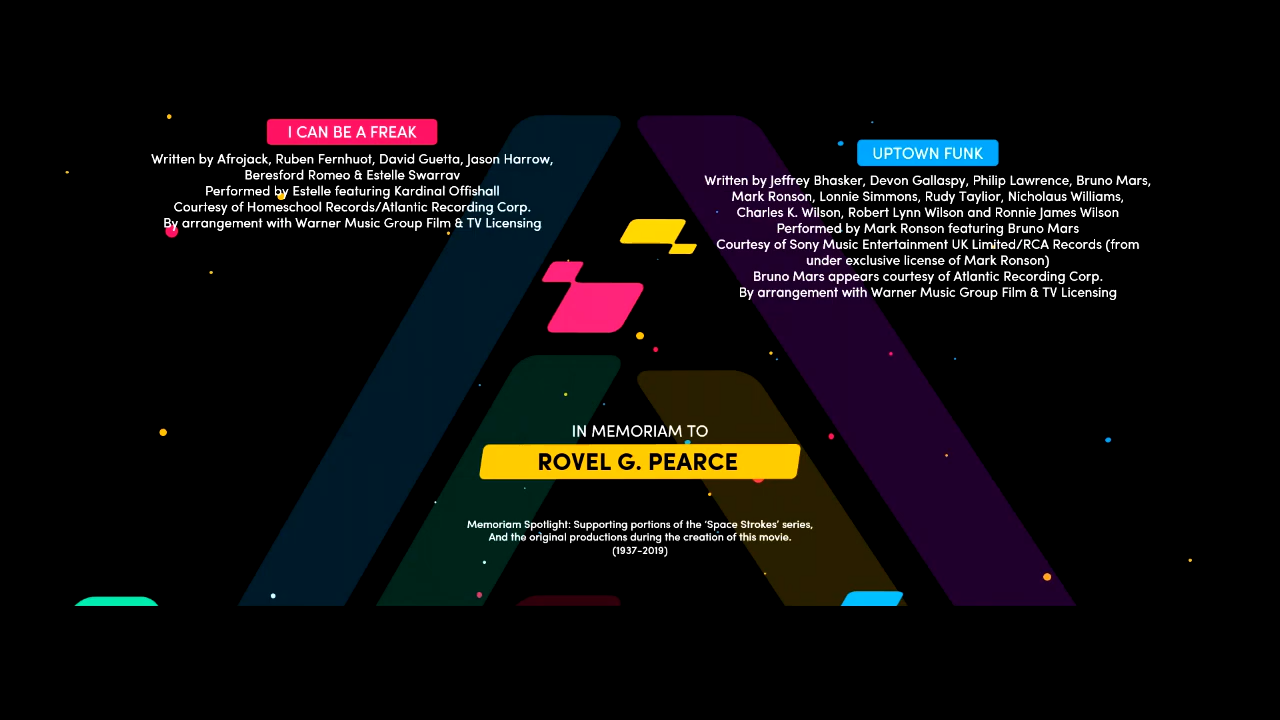 I CAN BE A FREAK
Written by Afrojack, Ruben Fernhuot, David Guetta, Jason Harrow,
Beresford Romeo & Estelle Swarrav
Performed by Estelle featuring Kardinal Offishall
Courtesy of Homeschool Records/Atlantic Recording Corp.
By arrangement with Warner Music Group Film & TV Licensing
UPTOWN FUNK
Written by Jeffrey Bhasker, Devon Gallaspy, Philip Lawrence, Bruno Mars,
Mark Ronson, Lonnie Simmons, Rudy Taylior, Nicholaus Williams,
Charles K. Wilson, Robert Lynn Wilson and Ronnie James Wilson
Performed by Mark Ronson featuring Bruno Mars
Courtesy of Sony Music Entertainment UK Limited/RCA Records (from
under exclusive license of Mark Ronson)
Bruno Mars appears courtesy of Atlantic Recording Corp.
By arrangement with Warner Music Group Film & TV Licensing
IN MEMORIAM TO
ROVEL G. PEARCE
Memoriam Spotlight: Supporting portions of the ‘Space Strokes’ series,
And the original productions during the creation of this movie.
(1937-2019)